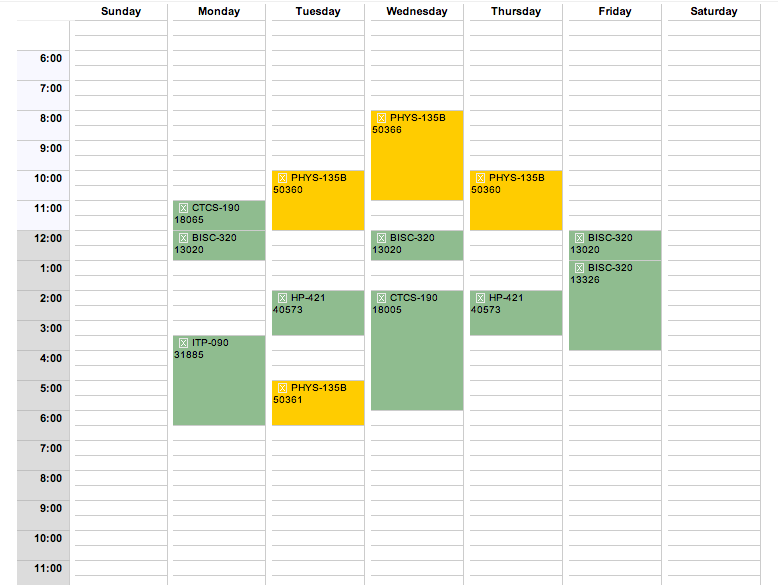 Sunday Monday Tuesday Wednesday Thursday Friday Saturday
6:00
7:00
8:00 PHYS-135B
50366
9:00
10:00 PHYS-135B PHYS-135B
50360 50360
11:00 CTCS-190
18065
12:00 BISC-320 BISC-320 BISC-320
13020 13020 13020
1:00 BISC-320
13326
2:00 HP-421 CTCS-190 HP-421
40573 18005 40573
3:00
ITP-090
31885
4:00
5:00 PHYS-135B
50361
6:00
7:00
8:00
9:00
10:00
11:00